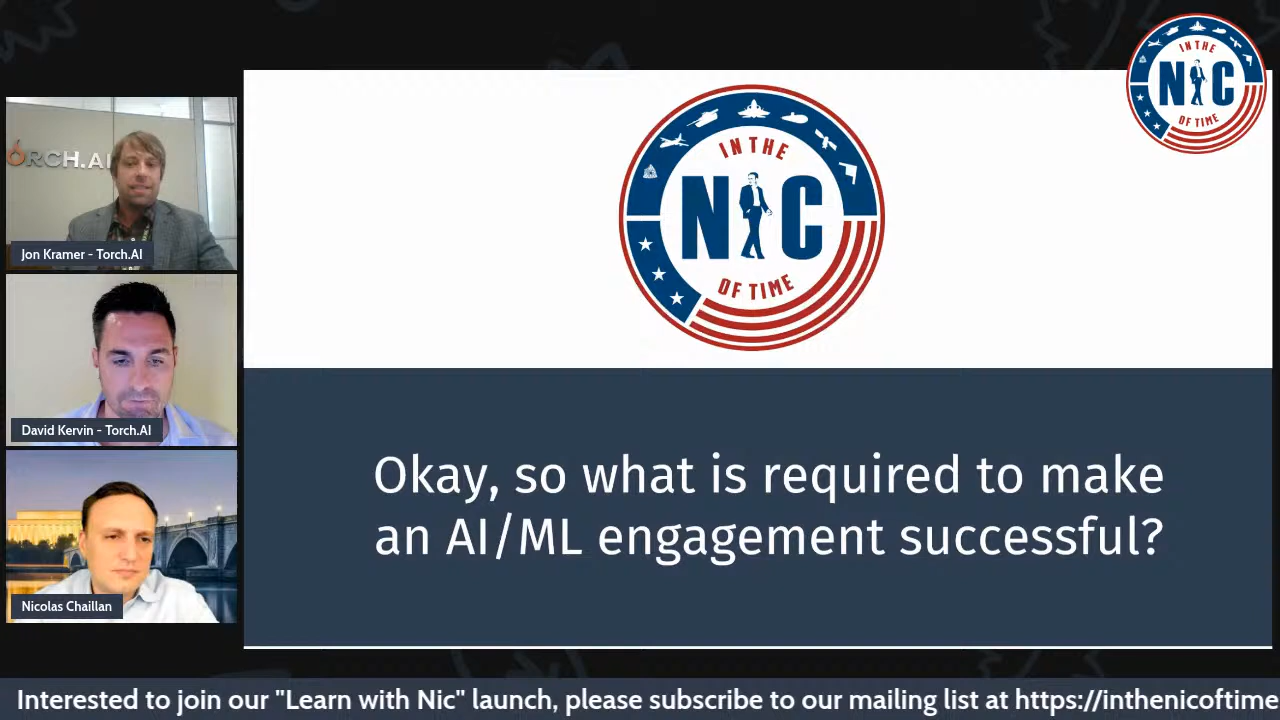 IN THE
NIC
OF TIME
ORCH.AI
Jon Kramer - Torch.AI
David Kervin - Torch.AI
Nicolas Chaillan
IN THE
NIC
OF TIME
Okay, so what is required to make
an AI/ML engagement successful?
Interested to join our "Learn with Nic" launch, please subscribe to our mailing list at https://inthenicoftime